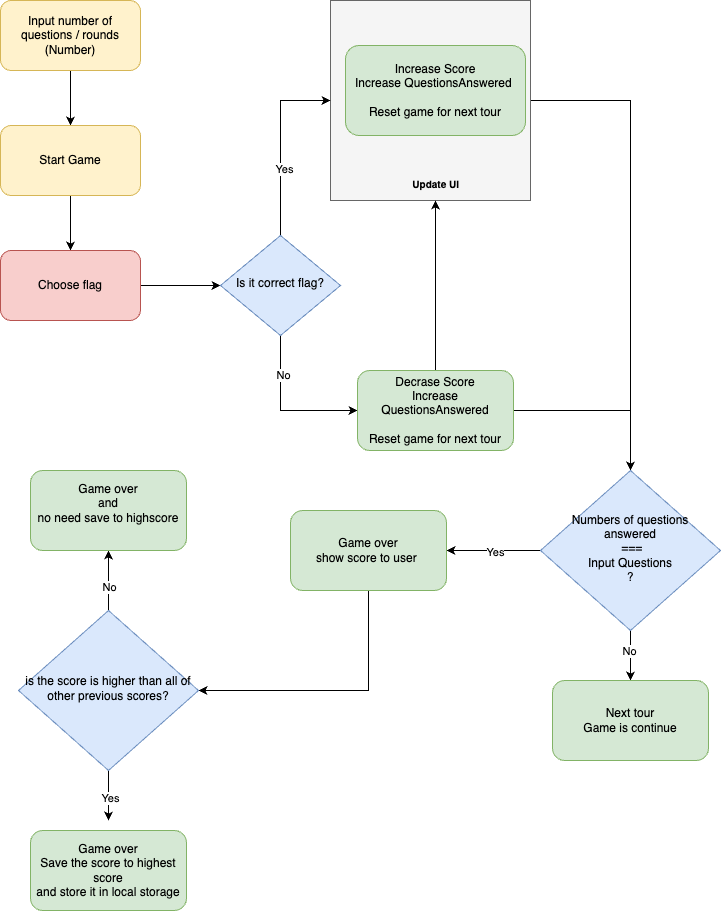 Input number of
questions / rounds
(Number)
Start Game
Choose flag
Is it correct flag?
Yes
Increase Score
Increase QuestionsAnswered
Reset game for next tour
Update UI
No
Decrase Score
Increase
QuestionsAnswered
Reset game for next tour
Numbers of questions
answered
===
Input Questions
?
Yes
Game over
show score to user
No
Next tour
Game is continue
is the score is higher than all of
other previous scores?
No
Game over
and
no need save to highscore
Yes
Game over
Save the score to highest
score
and store it in local storage